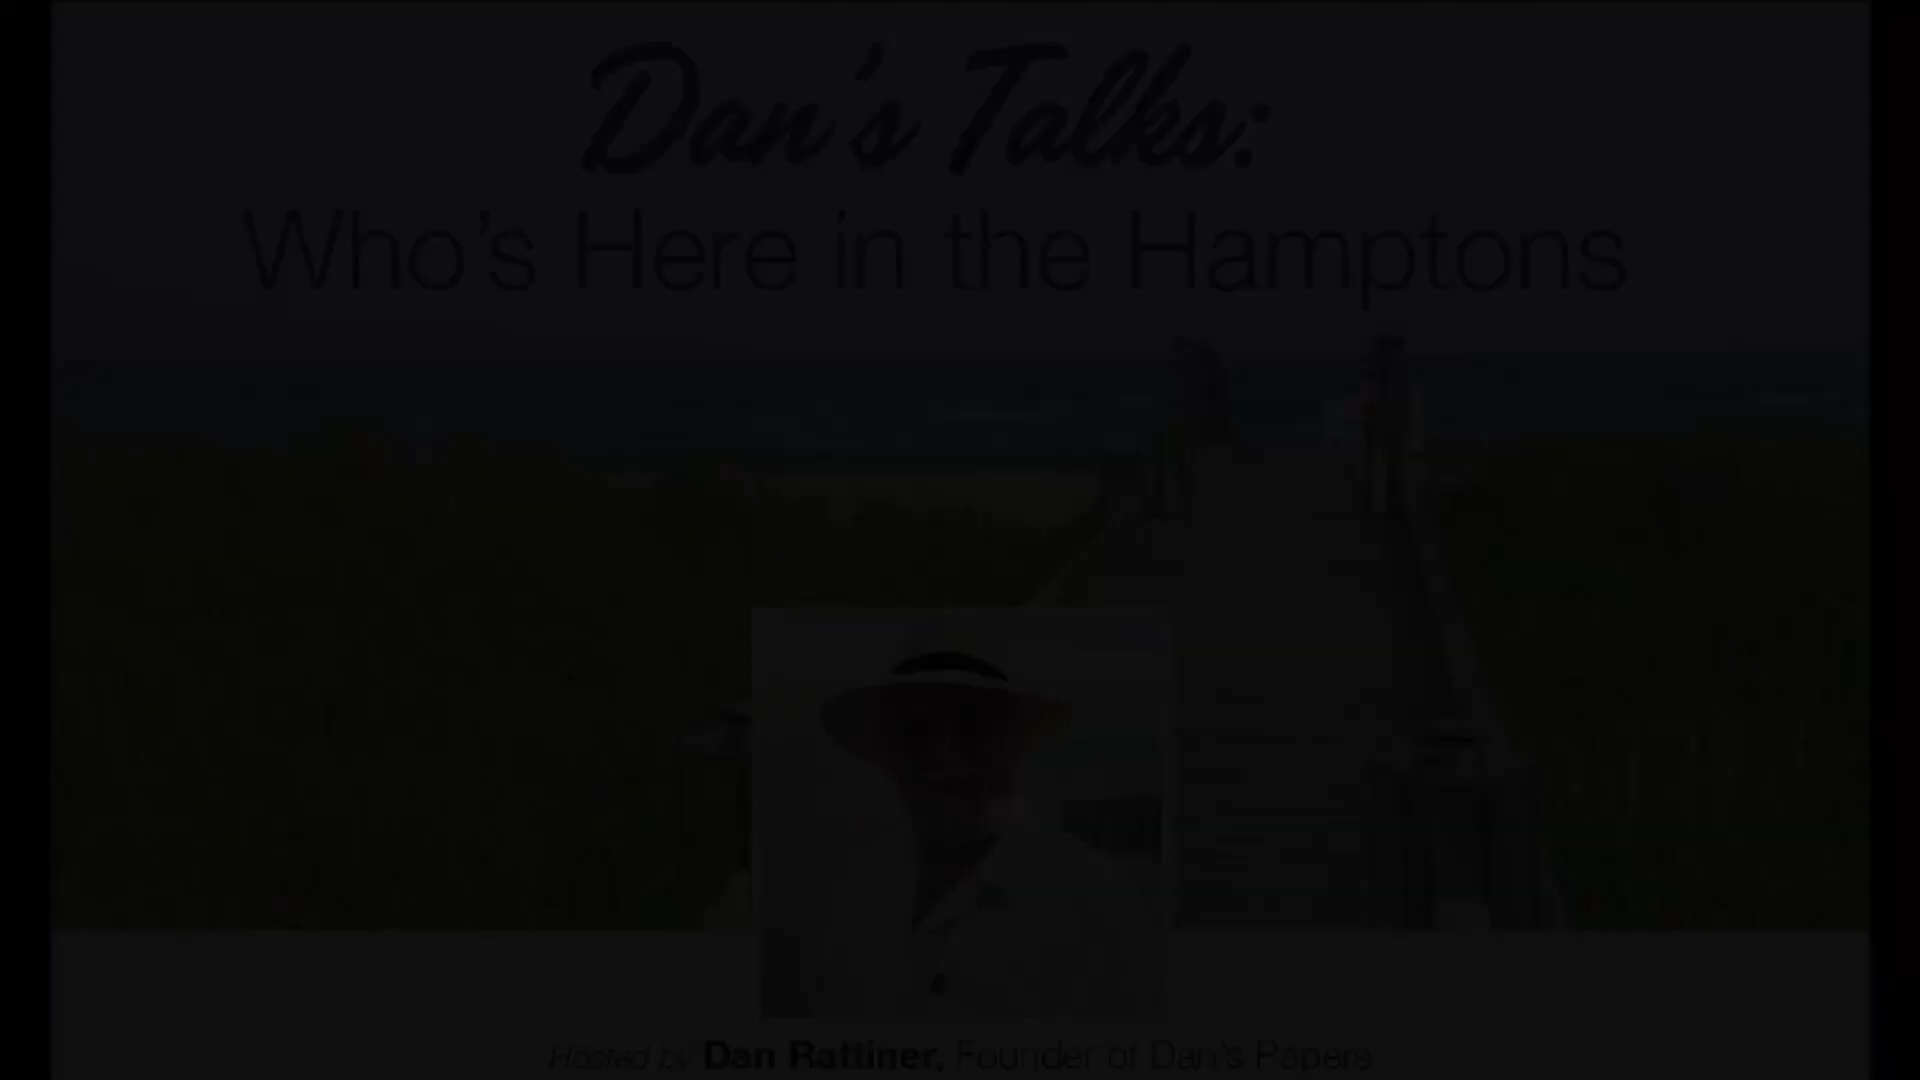 Dan's Talks:
Who's Here in the Hamptons
Hosted by Dan Rattiner, Founder of Dan's Papers